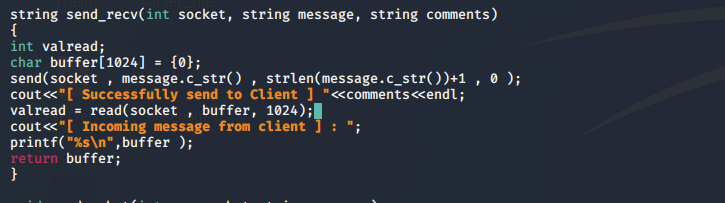 string send_recv(int socket, string message, string comments)
{
int valread;
char buffer[1024] = {0};
send(socket , message.c_str() , strlen(message.c_str())+1 , 0 );
cout<<"[ Successfully send to Client ] "<<comments<<endl;
valread = read(socket , buffer, 1024);
cout<<"[ Incoming message from client ] : ";
printf("%s\n",buffer );
return buffer;
}